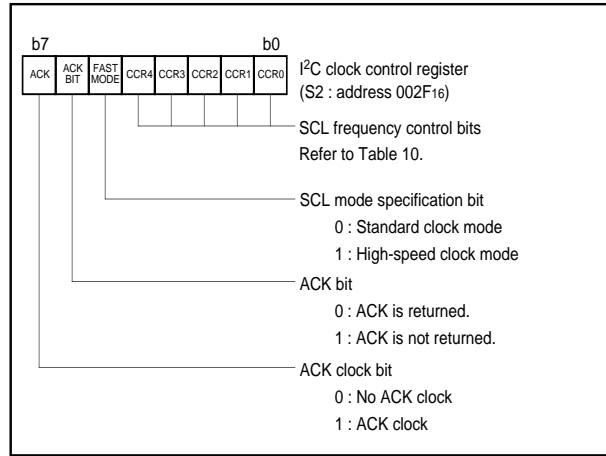 b7 b0
ACK ACK BIT FAST MODE CCR4 CCR3 CCR2 CCR1 CCR0
I²C clock control register
(S2 : address 002F₁₆)
SCL frequency control bits
Refer to Table 10.
SCL mode specification bit
0 : Standard clock mode
1 : High-speed clock mode
ACK bit
0 : ACK is returned.
1 : ACK is not returned.
ACK clock bit
0 : No ACK clock
1 : ACK clock